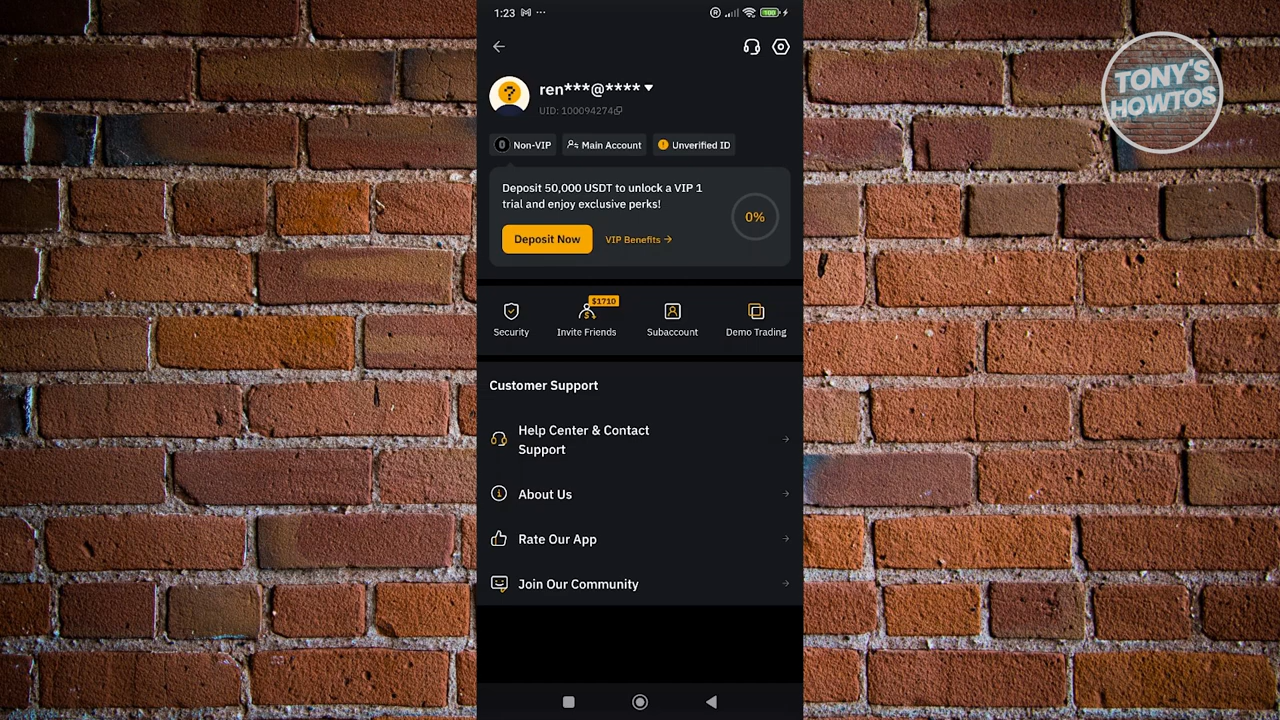 1:23
TONY'S
HOWTOS
ren***@****
UID: 100094274
Non-VIP
Main Account
Unverified ID
Deposit 50,000 USDT to unlock a VIP 1
trial and enjoy exclusive perks!
0%
Deposit Now
VIP Benefits
$1710
Security
Invite Friends
Subaccount
Demo Trading
Customer Support
Help Center & Contact
Support
About Us
Rate Our App
Join Our Community